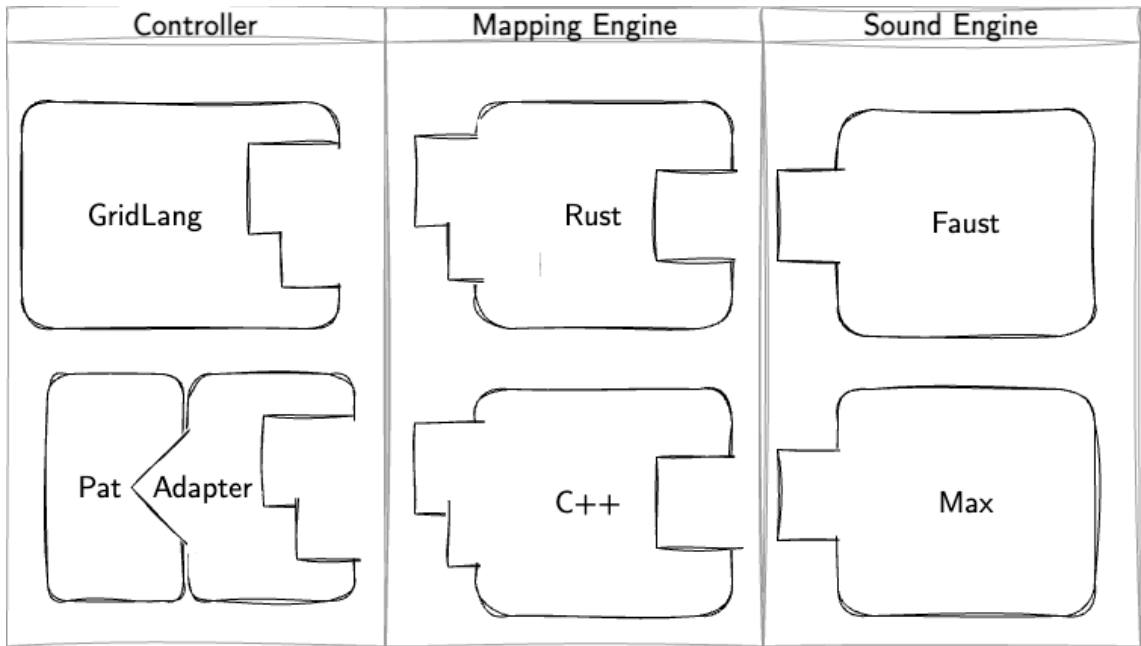 Controller
Mapping Engine
Sound Engine
GridLang
Rust
Faust
Pat
Adapter
C++
Max